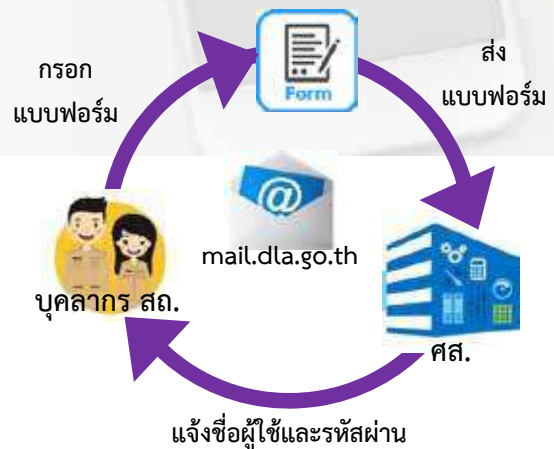 กรอก
แบบฟอร์ม
Form
ส่ง
แบบฟอร์ม
mail.dla.go.th
บุคลากร สถ.
ศส.
แจ้งชื่อผู้ใช้และรหัสผ่าน